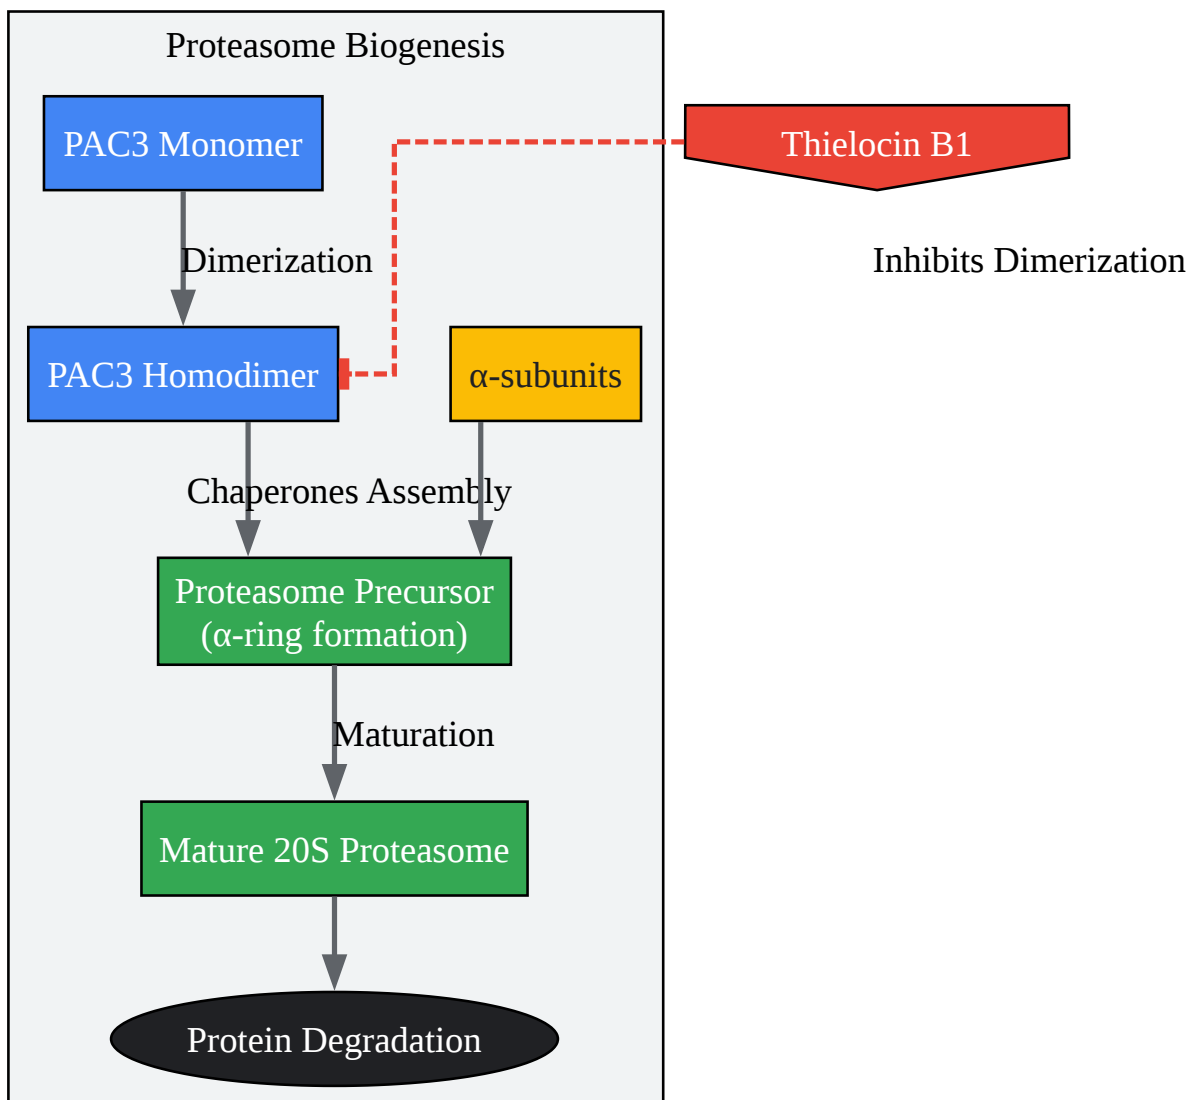 Proteasome Biogenesis
PAC3 Monomer
Thielocin B1
Dimerization
Inhibits Dimerization
PAC3 Homodimer
α-subunits
Chaperones Assembly
Proteasome Precursor
(α-ring formation)
Maturation
Mature 20S Proteasome
Protein Degradation